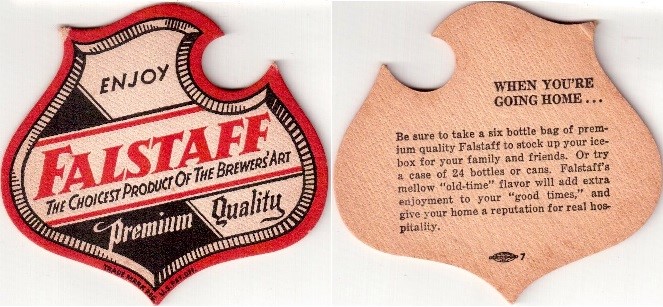 ENJOY
FALSTAFF
THE CHOICEST PRODUCT OF THE BREWERS' ART
Premium Quality
TRADE MARK
WHEN YOU'RE
GOING HOME...
Be sure to take a six bottle bag of prem-
ium quality Falstaff to stock up your ice-
box for your family and friends. Or try
a case of 24 bottles or cans. Falstaff's
mellow "old-time" flavor will add extra
enjoyment to your "good times," and
give your home a reputation for real hos-
pitality.
7